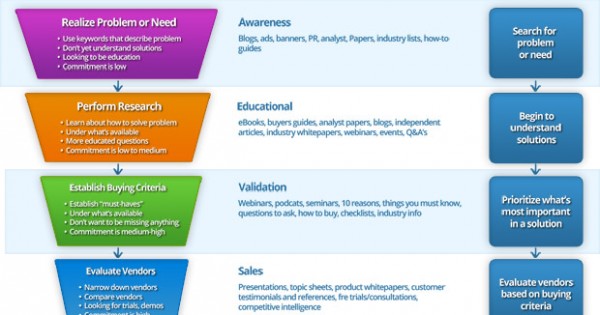 Realize Problem or Need
• Use keywords that describe problem
• Don't yet understand solutions
• Looking to be education
• Commitment is low
Awareness
Blogs, ads, banners, PR, analyst, Papers, industry lists, how-to
guides
Search for
problem
or need
Perform Research
• Learn about how to solve problem
• Under what's available
• More educated questions
• Commitment is low to medium
Educational
eBooks, buyers guides, analyst papers, blogs, independent
articles, industry whitepapers, webinars, events, Q&A's
Begin to
understand
solutions
Establish Buying Criteria
• Establish "must-haves"
• Under what's available
• Don't want to be missing anything
• Commitment is medium-high
Validation
Webinars, podcats, seminars, 10 reasons, things you must know,
questions to ask, how to buy, checklists, industry info
Prioritize what's
most important
in a solution
Evaluate Vendors
• Narrow down vendors
• Compare vendors
• Looking for trials, demos
• Commitment is high
Sales
Presentations, topic sheets, product whitepapers, customer
testimonials and references, fre trials/consultations,
competitive intelligence
Evaluate vendors
based on buying
criteria